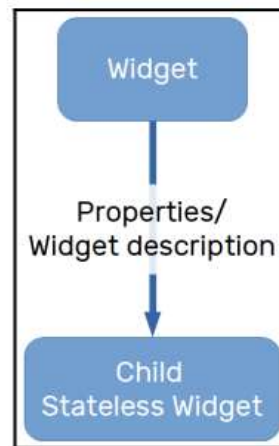 Widget
Properties/
Widget description
Child
Stateless Widget